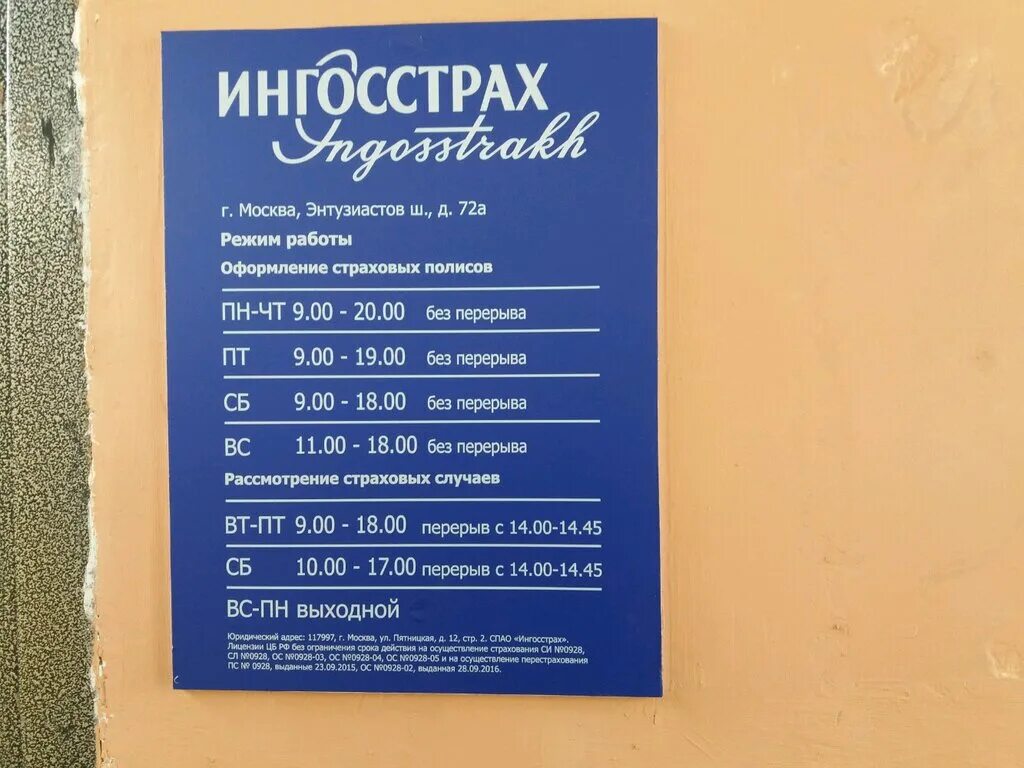 ИНГОССТРАХ
Ingosstrakh
г. Москва, Энтузиастов ш., д. 72а
Режим работы
Оформление страховых полисов
ПН-ЧТ 9.00 - 20.00 без перерыва
ПТ 9.00 - 19.00 без перерыва
СБ 9.00 - 18.00 без перерыва
ВС 11.00 - 18.00 без перерыва
Рассмотрение страховых случаев
ВТ-ПТ 9.00 - 18.00 перерыв с 14.00-14.45
СБ 10.00 - 17.00 перерыв с 14.00-14.45
ВС-ПН выходной
Юридический адрес: 117997, г. Москва, ул. Пятницкая, д. 12, стр. 2. СПАО «Ингосстрах».
Лицензии ЦБ РФ без ограничения срока действия на осуществление страхования СИ №0928,
СЛ №0928, ОС №0928-03, ОС №0928-04, ОС №0928-05 и на осуществление перестрахования
ПС № 0928, выданные 23.09.2015, ОС №0928-02, выданная 28.09.2016.